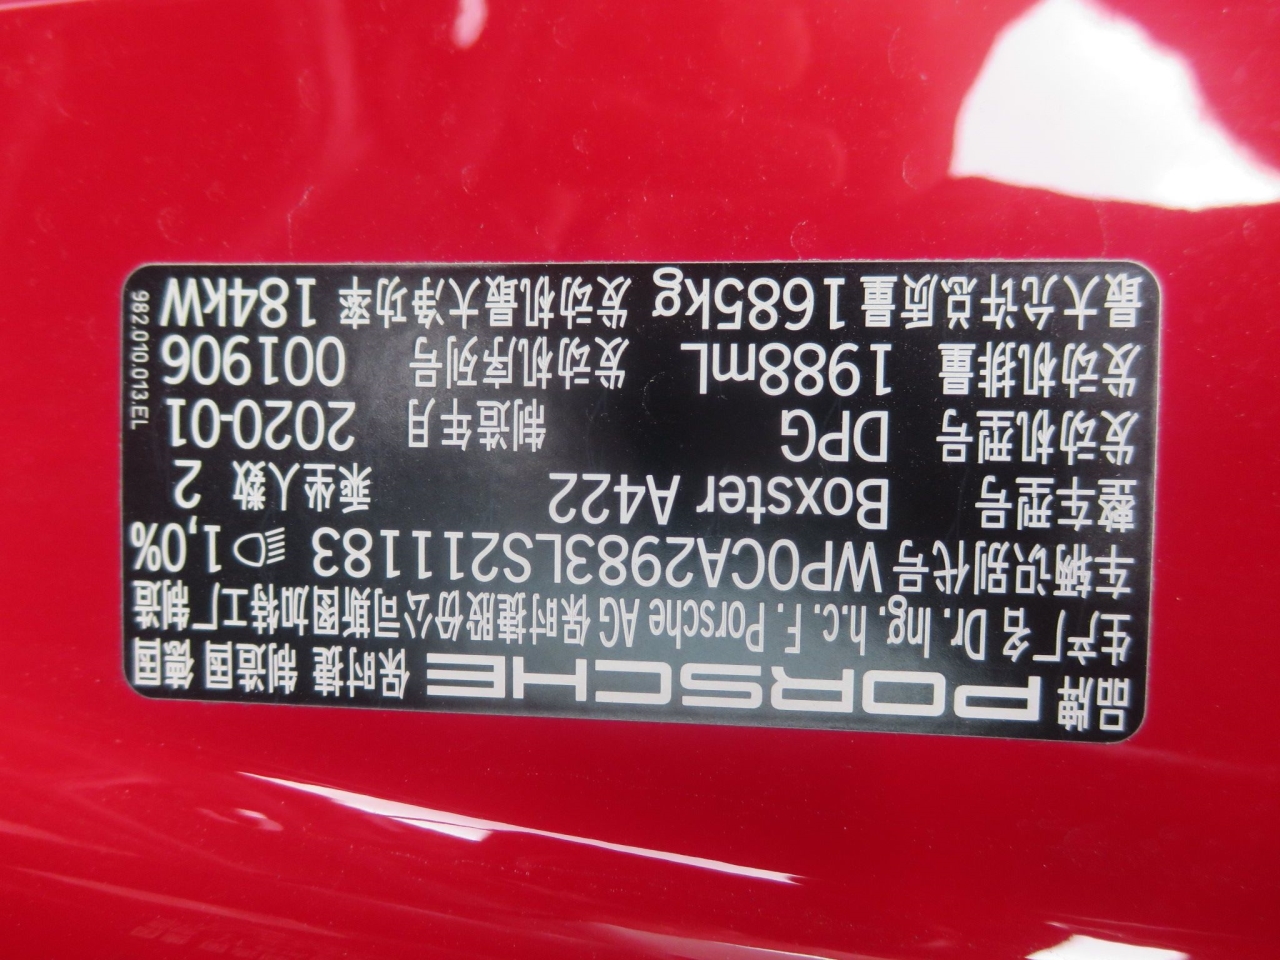 品牌 PORSCHE 保时捷 制造国 德国
生产厂名 Dr. Ing. h.c. F. Porsche AG 保时捷股份公司斯图加特工厂制造
车辆识别代号 WP0CA2983LS211183 1,0%
整车型号 Boxster A422 乘坐人数 2
发动机型号 DPG 制造年月 2020-01
发动机排量 1988mL 发动机序列号 001906
最大允许总质量 1685kg 发动机最大净功率 184kW
982.010.013.EL